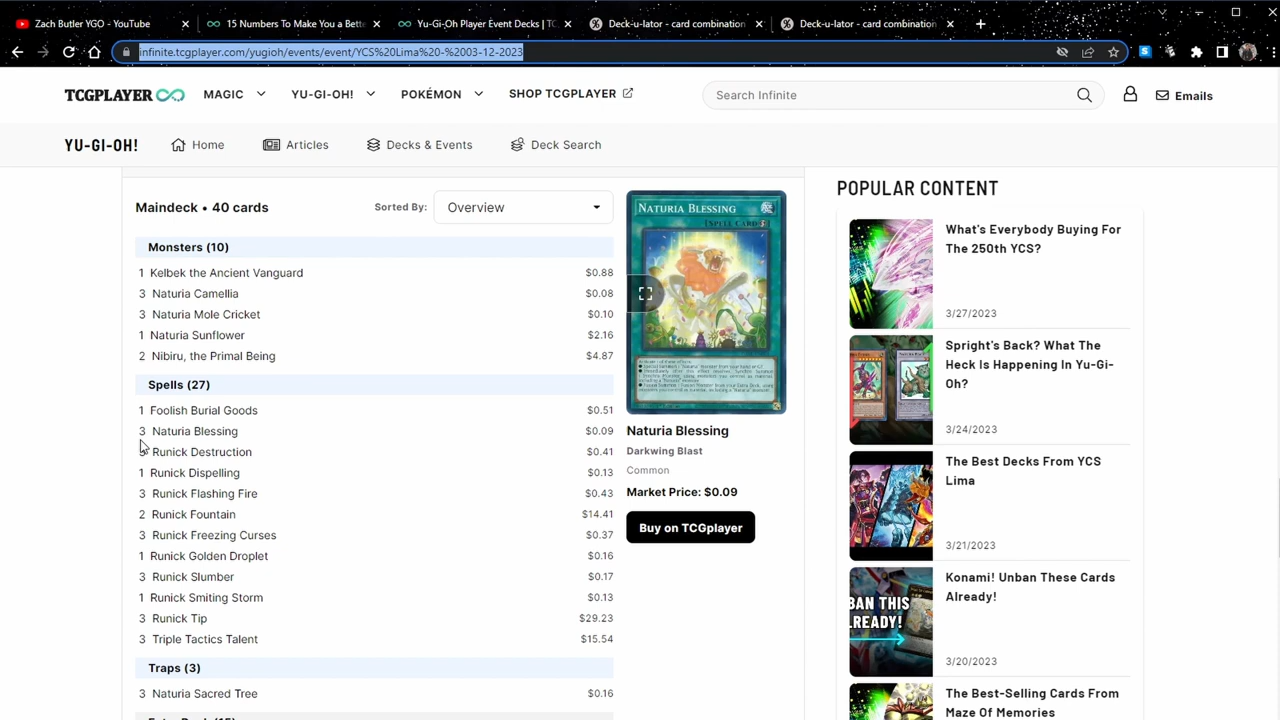 Zach Butler YGO - YouTube
15 Numbers To Make You a Bette
Yu-Gi-Oh Player Event Decks | TC
Deck-u-lator - card combination
Deck-u-lator - card combination
infinite.tcgplayer.com/yugioh/events/event/YCS%20Lima%20-%2003-12-2023
TCGPLAYER
MAGIC
YU-GI-OH!
POKÉMON
SHOP TCGPLAYER
Search Infinite
Emails
YU-GI-OH!
Home
Articles
Decks & Events
Deck Search
Maindeck • 40 cards
Sorted By:
Overview
Monsters (10)
1 Kelbek the Ancient Vanguard $0.88
3 Naturia Camellia $0.08
3 Naturia Mole Cricket $0.10
1 Naturia Sunflower $2.16
2 Nibiru, the Primal Being $4.87
Spells (27)
1 Foolish Burial Goods $0.51
3 Naturia Blessing $0.09
Runick Destruction $0.41
1 Runick Dispelling $0.13
3 Runick Flashing Fire $0.43
2 Runick Fountain $14.41
3 Runick Freezing Curses $0.37
1 Runick Golden Droplet $0.16
3 Runick Slumber $0.17
1 Runick Smiting Storm $0.13
3 Runick Tip $29.23
3 Triple Tactics Talent $15.54
Traps (3)
3 Naturia Sacred Tree $0.16
NATURIA BLESSING
[SPELL CARD]
Naturia Blessing
Darkwing Blast
Common
Market Price: $0.09
Buy on TCGplayer
POPULAR CONTENT
What's Everybody Buying For
The 250th YCS?
3/27/2023
Spright's Back? What The
Heck Is Happening In Yu-Gi-
Oh?
3/24/2023
The Best Decks From YCS
Lima
3/21/2023
Konami! Unban These Cards
Already!
3/20/2023
BAN THIS
LREADY!
The Best-Selling Cards From
Maze Of Memories